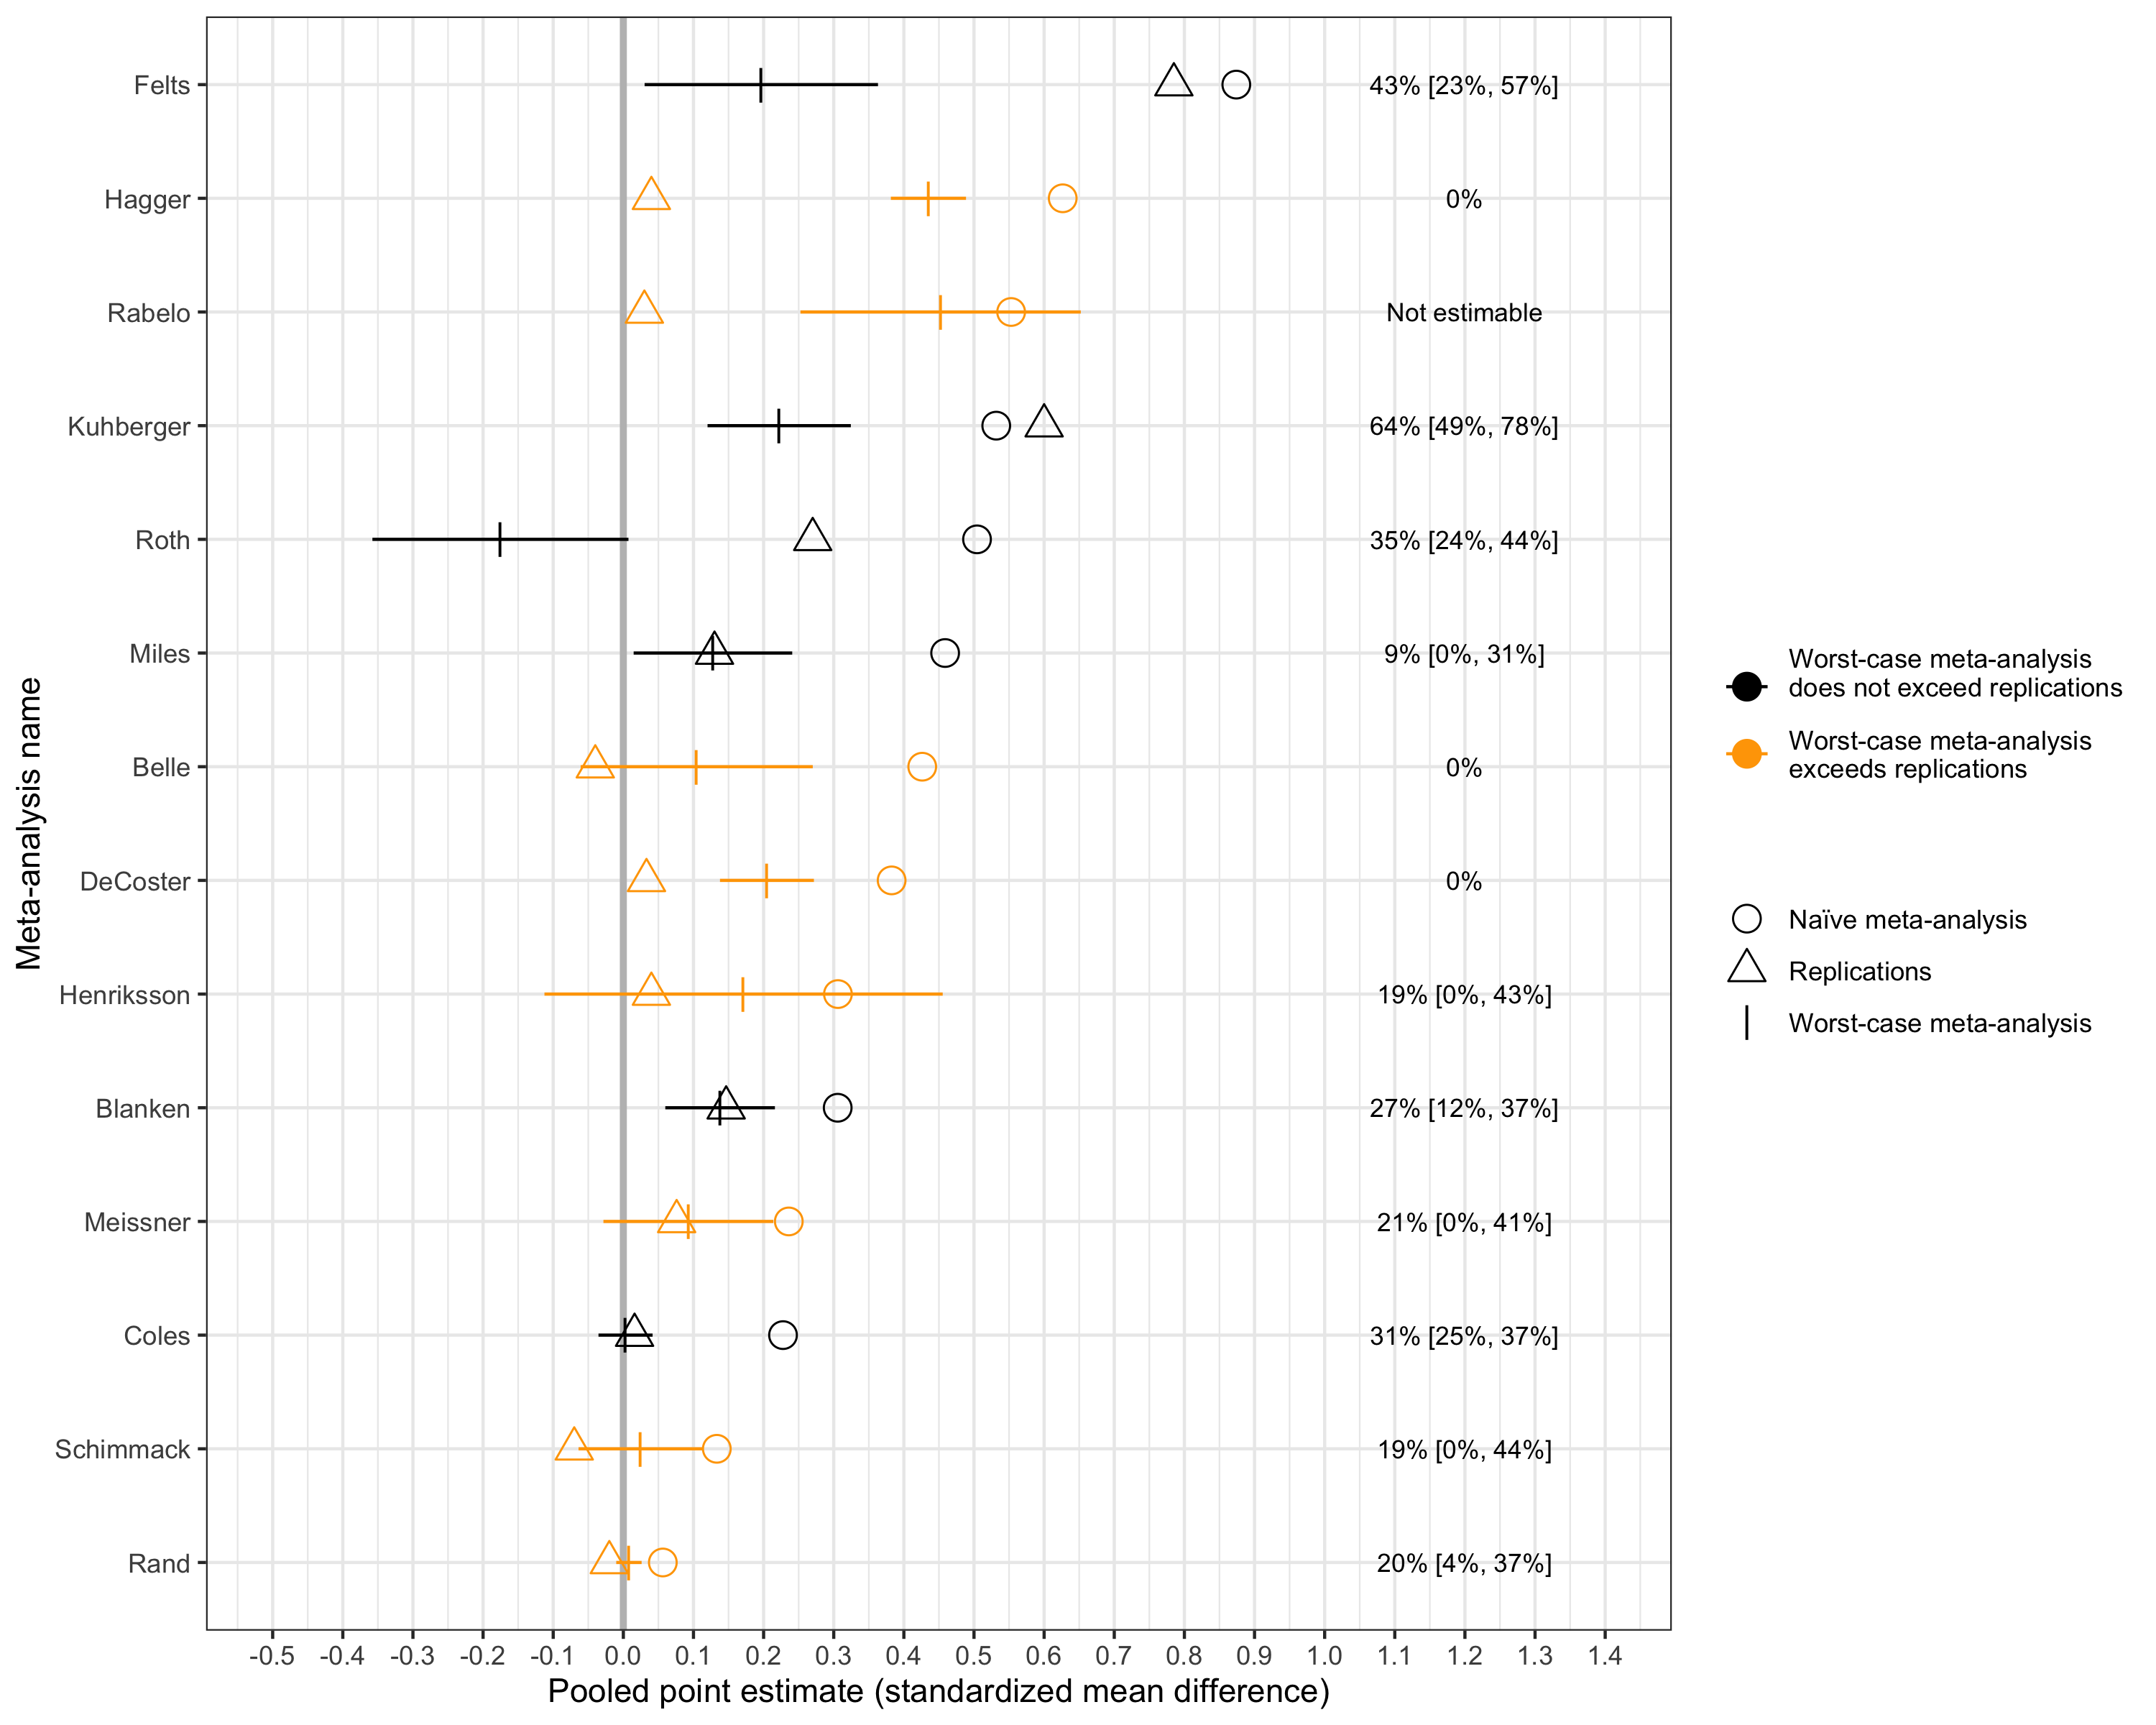 Meta-analysis name
Felts
43% [23%, 57%]
Hagger
0%
Rabelo
Not estimable
Kuhberger
64% [49%, 78%]
Roth
35% [24%, 44%]
Miles
9% [0%, 31%]
Belle
0%
DeCoster
0%
Henriksson
19% [0%, 43%]
Blanken
27% [12%, 37%]
Meissner
21% [0%, 41%]
Coles
31% [25%, 37%]
Schimmack
19% [0%, 44%]
Rand
20% [4%, 37%]
-0.5 -0.4 -0.3 -0.2 -0.1 0.0 0.1 0.2 0.3 0.4 0.5 0.6 0.7 0.8 0.9 1.0 1.1 1.2 1.3 1.4
Pooled point estimate (standardized mean difference)
Worst-case meta-analysis
does not exceed replications
Worst-case meta-analysis
exceeds replications
Naïve meta-analysis
Replications
Worst-case meta-analysis